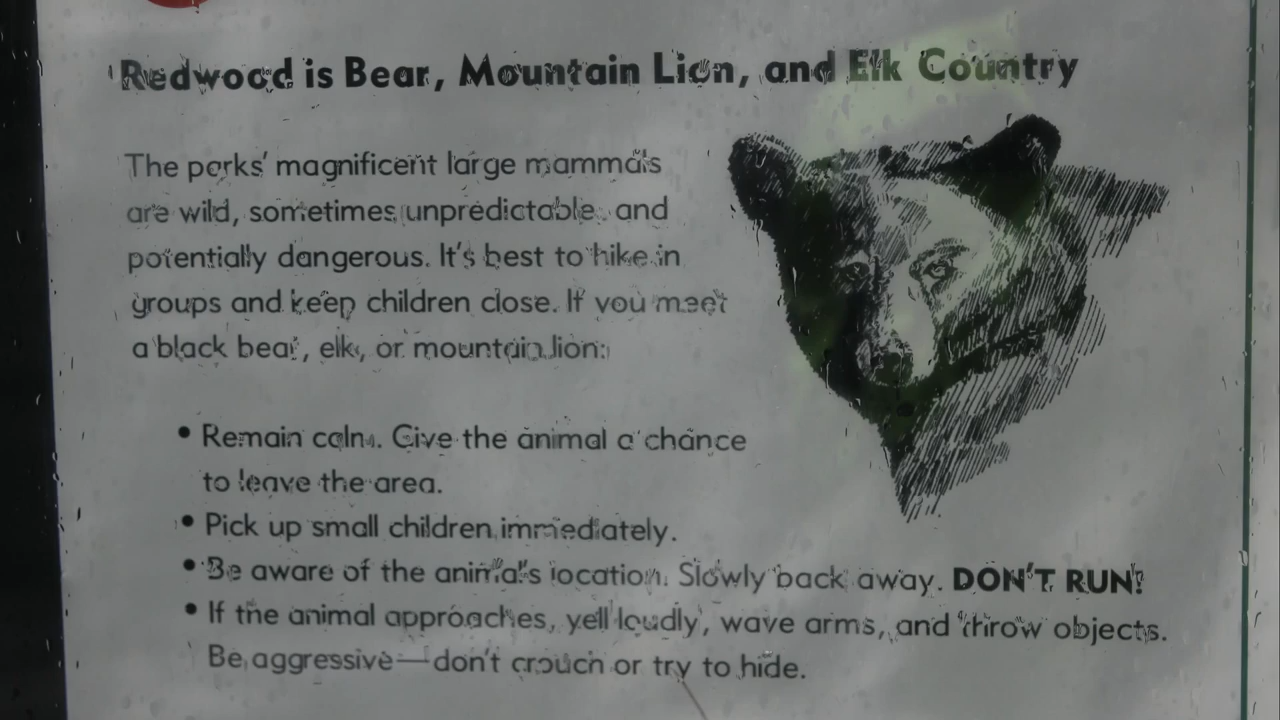 Redwood is Bear, Mountain Lion, and Elk Country
The parks' magnificent large mammals
are wild, sometimes unpredictable, and
potentially dangerous. It's best to hike in
groups and keep children close. If you meet
a black bear, elk, or mountain lion:
• Remain calm. Give the animal a chance
to leave the area.
• Pick up small children immediately.
• Be aware of the animal's location. Slowly back away. DON'T RUN!
• If the animal approaches, yell loudly, wave arms, and throw objects.
Be aggressive—don't crouch or try to hide.